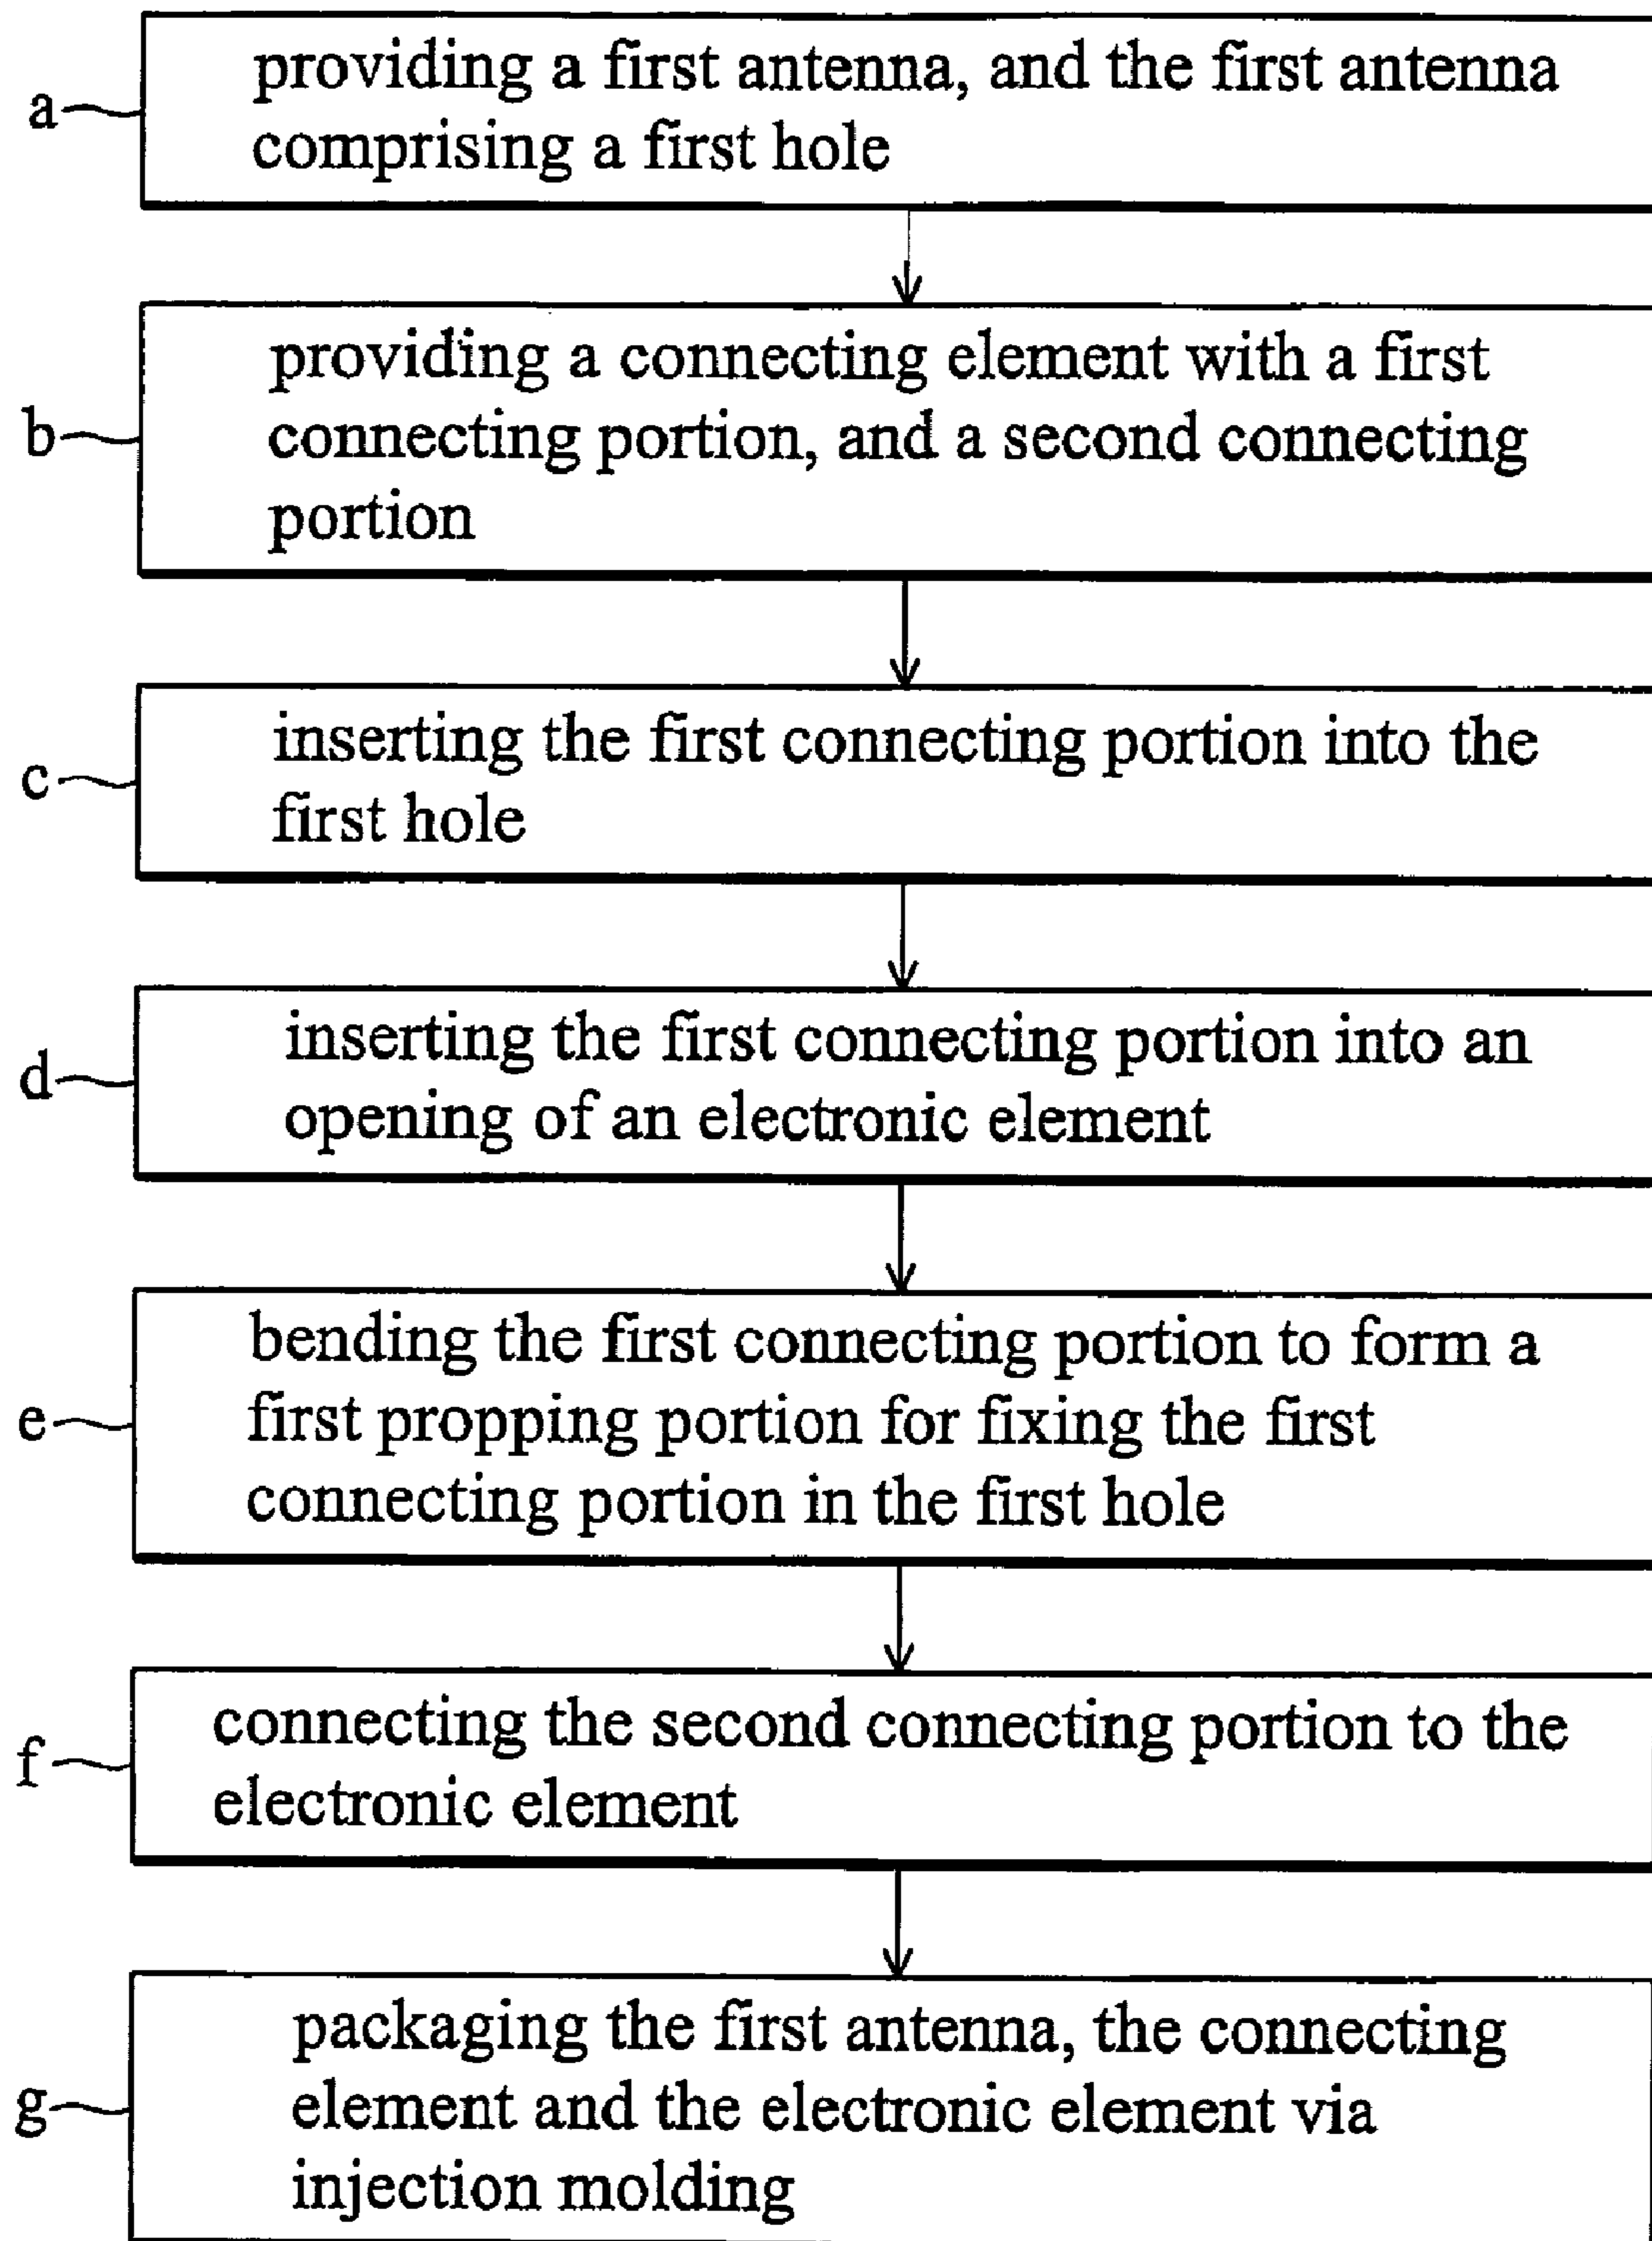 a
providing a first antenna, and the first antenna
comprising a first hole
b
providing a connecting element with a first
connecting portion, and a second connecting
portion
c
inserting the first connecting portion into the
first hole
d
inserting the first connecting portion into an
opening of an electronic element
e
bending the first connecting portion to form a
first propping portion for fixing the first
connecting portion in the first hole
f
connecting the second connecting portion to the
electronic element
g
packaging the first antenna, the connecting
element and the electronic element via
injection molding